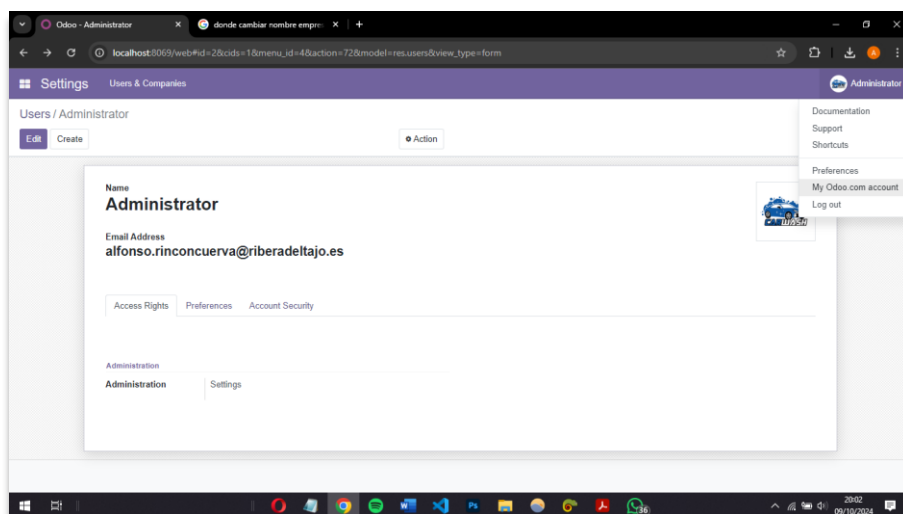 Odoo - Administrator
donde cambiar nombre empre:
localhost:8069/web#id=2&cids=1&menu_id=4&action=72&model=res.users&view_type=form
A
Settings Users & Companies Administrator
Users / Administrator
Edit Create Action
Documentation
Support
Shortcuts
Preferences
My Odoo.com account
Log out
Name
Administrator
WASH
Email Address
alfonso.rinconcuerva@riberadeltajo.es
Access Rights Preferences Account Security
Administration
Administration Settings
W Ps 36
20:02
09/10/2024